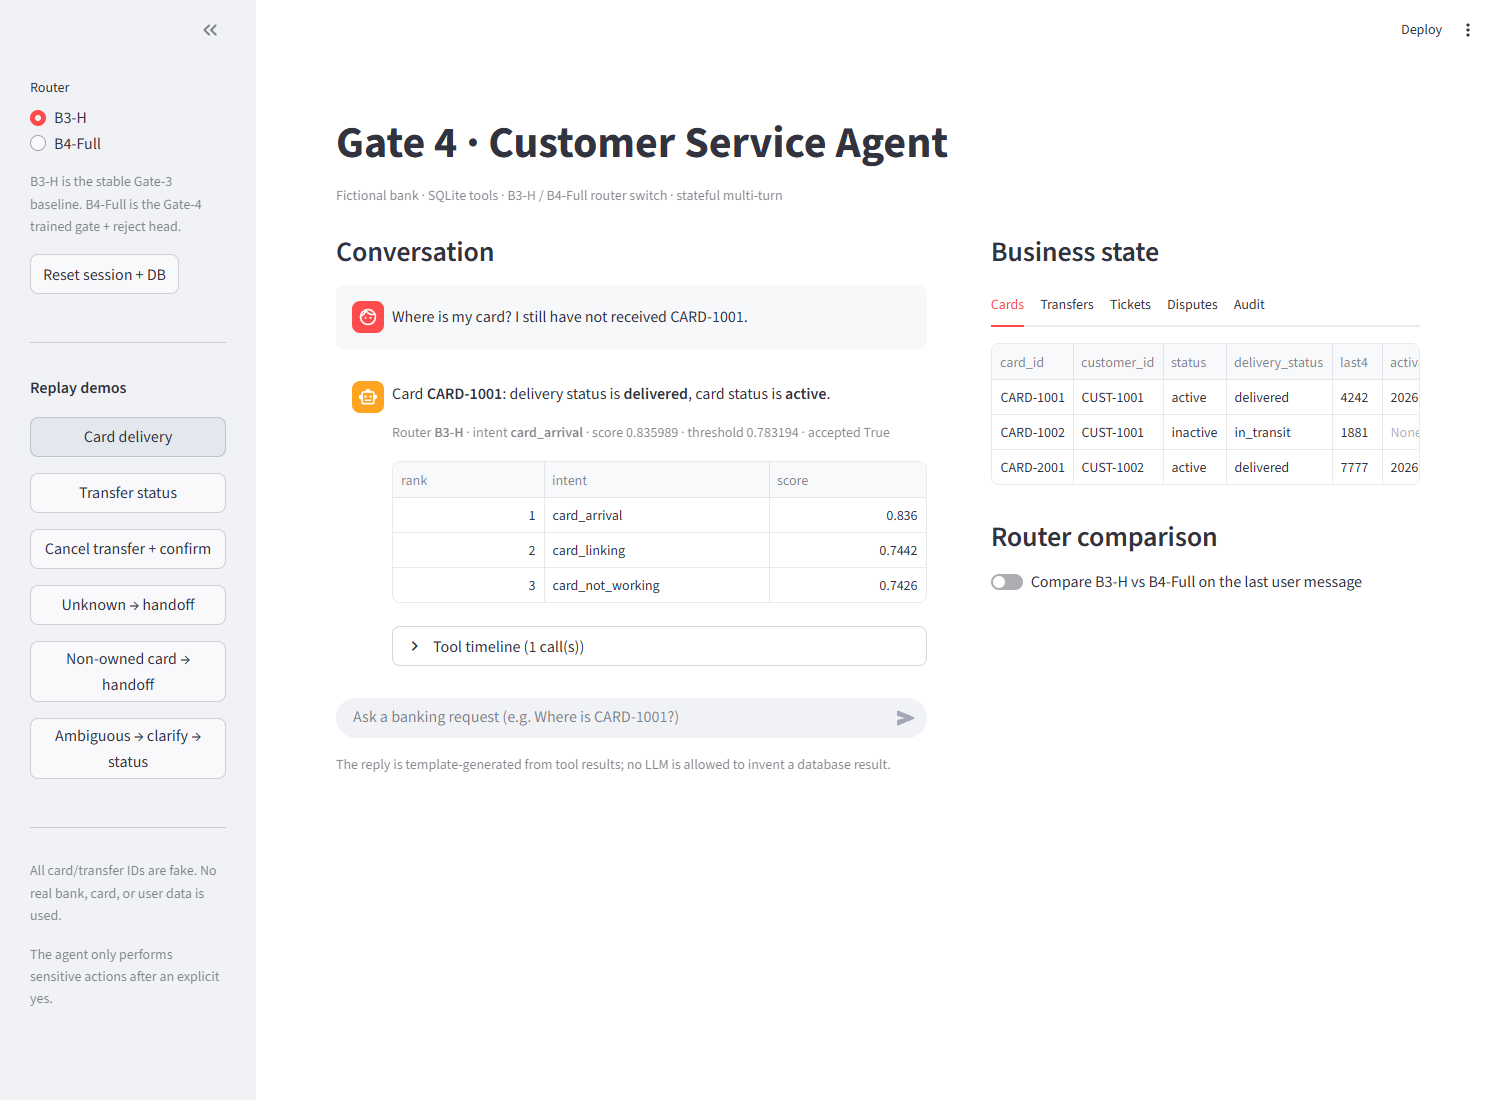 Deploy
Router
B3-H
B4-Full
B3-H is the stable Gate-3
baseline. B4-Full is the Gate-4
trained gate + reject head.
Reset session + DB
Replay demos
Card delivery
Transfer status
Cancel transfer + confirm
Unknown → handoff
Non-owned card →
handoff
Ambiguous → clarify →
status
All card/transfer IDs are fake. No
real bank, card, or user data is
used.
The agent only performs
sensitive actions after an explicit
yes.
Gate 4 · Customer Service Agent
Fictional bank · SQLite tools · B3-H / B4-Full router switch · stateful multi-turn
Conversation
Where is my card? I still have not received CARD-1001.
Card CARD-1001: delivery status is delivered, card status is active.
Router B3-H · intent card_arrival · score 0.835989 · threshold 0.783194 · accepted True
rank intent score
1 card_arrival 0.836
2 card_linking 0.7442
3 card_not_working 0.7426
Tool timeline (1 call(s))
Ask a banking request (e.g. Where is CARD-1001?)
The reply is template-generated from tool results; no LLM is allowed to invent a database result.
Business state
Cards Transfers Tickets Disputes Audit
card_id customer_id status delivery_status last4 activ
CARD-1001 CUST-1001 active delivered 4242 2026
CARD-1002 CUST-1001 inactive in_transit 1881 None
CARD-2001 CUST-1002 active delivered 7777 2026
Router comparison
Compare B3-H vs B4-Full on the last user message